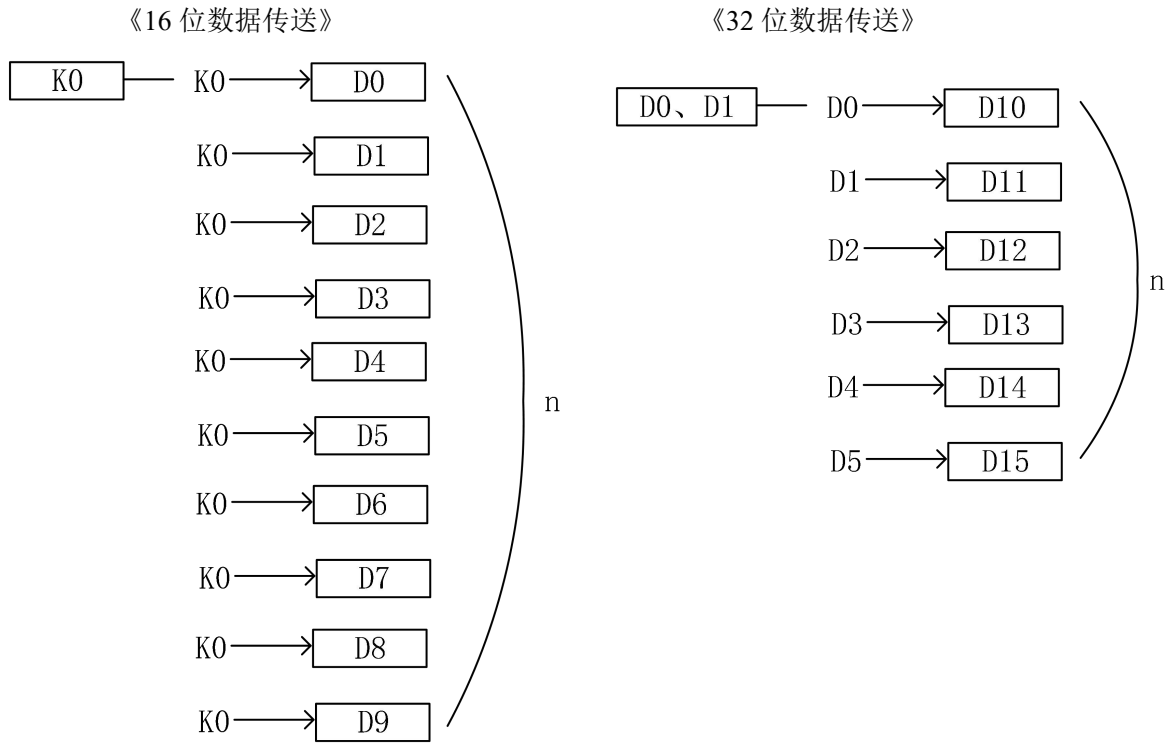 《16 位数据传送》
K0 K0 D0
K0 D1
K0 D2
K0 D3
K0 D4
K0 D5
K0 D6
K0 D7
K0 D8
K0 D9
n
《32 位数据传送》
D0、D1 D0 D10
D1 D11
D2 D12
D3 D13
D4 D14
D5 D15
n